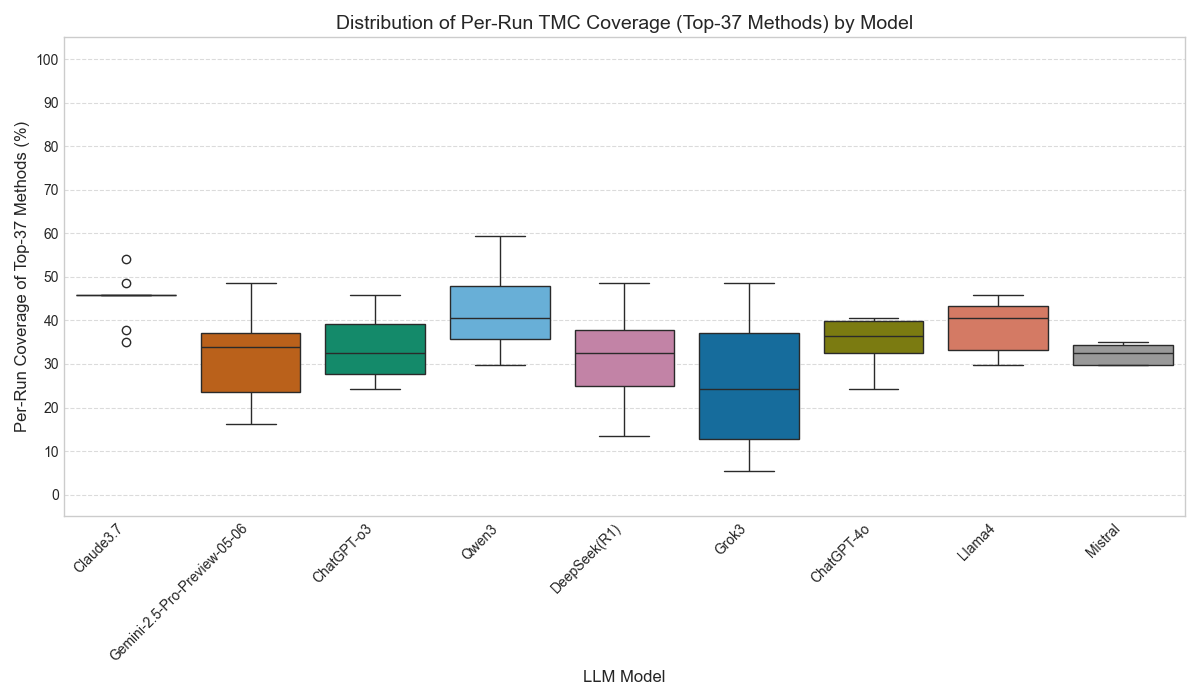 Distribution of Per-Run TMC Coverage (Top-37 Methods) by Model
Per-Run Coverage of Top-37 Methods (%)
100
90
80
70
60
50
40
30
20
10
0
Claude3.7
Gemini-2.5-Pro-Preview-05-06
ChatGPT-o3
Qwen3
DeepSeek(R1)
Grok3
ChatGPT-4o
Llama4
Mistral
LLM Model